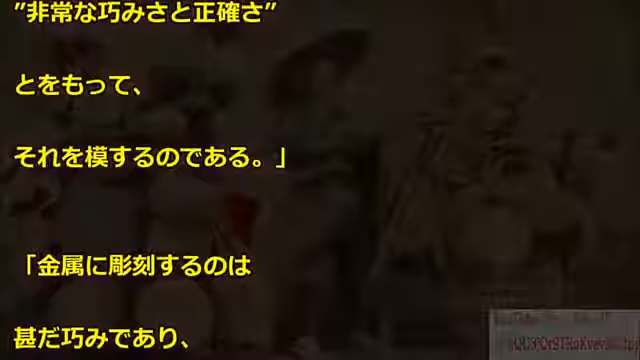 ”非常な巧みさと正確さ”
とをもって、
それを模するのである。」
「金属に彫刻するのは
甚だ巧みであり、